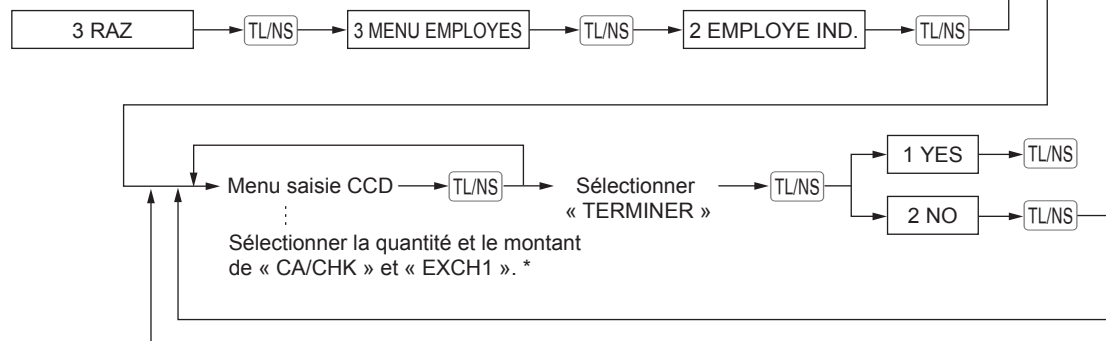 3 RAZ TL/NS 3 MENU EMPLOYES TL/NS 2 EMPLOYE IND. TL/NS
1 YES TL/NS
Menu saisie CCD TL/NS Sélectionner TL/NS
« TERMINER »
2 NO TL/NS
Sélectionner la quantité et le montant
de « CA/CHK » et « EXCH1 ». *